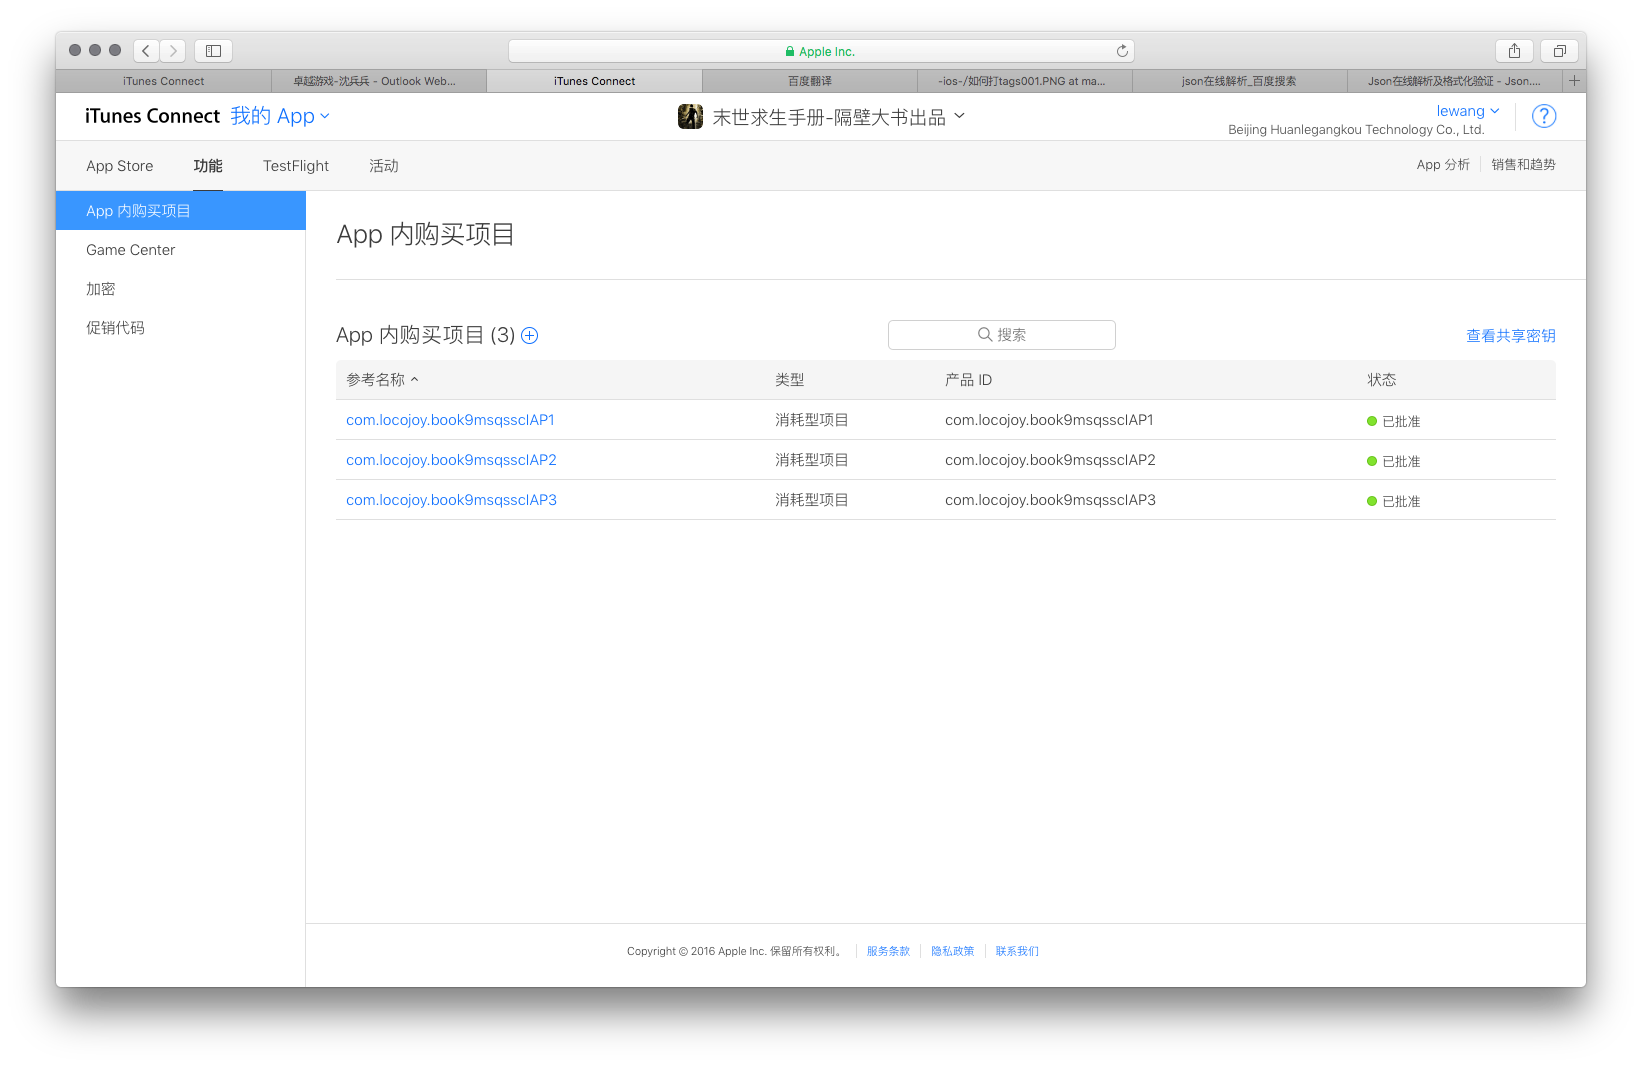 Apple Inc.
iTunes Connect
卓越游戏-沈兵兵 - Outlook Web...
iTunes Connect
百度翻译
-ios-/如何打tags001.PNG at ma...
json在线解析_百度搜索
Json在线解析及格式化验证 - Json....
iTunes Connect 我的 App
末世求生手册-隔壁大书出品
lewang
Beijing Huanlegangkou Technology Co., Ltd.
?
App Store 功能 TestFlight 活动
App 分析 销售和趋势
App 内购买项目
Game Center
加密
促销代码
App 内购买项目
App 内购买项目 (3)
搜索
查看共享密钥
参考名称 类型 产品 ID 状态
com.locojoy.book9msqssclAP1 消耗型项目 com.locojoy.book9msqssclAP1 已批准
com.locojoy.book9msqssclAP2 消耗型项目 com.locojoy.book9msqssclAP2 已批准
com.locojoy.book9msqssclAP3 消耗型项目 com.locojoy.book9msqssclAP3 已批准
Copyright © 2016 Apple Inc. 保留所有权利。 服务条款 隐私政策 联系我们